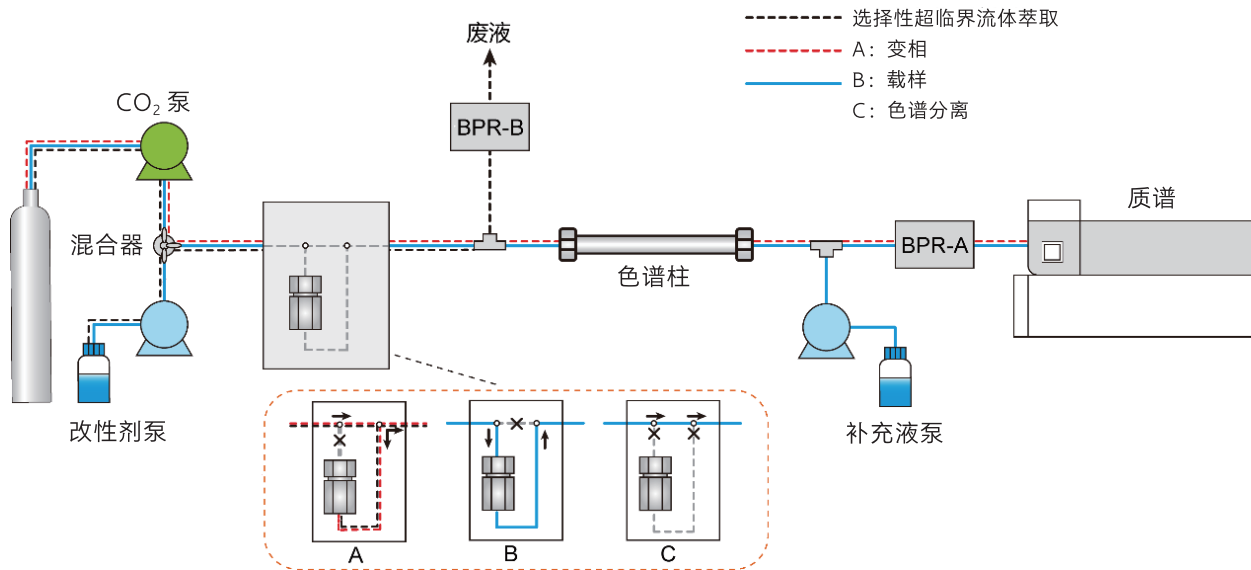 选择性超临界流体萃取
A: 变相
B: 载样
C: 色谱分离
废液
CO₂ 泵
BPR-B
质谱
混合器
BPR-A
色谱柱
改性剂泵
补充液泵
A
B
C